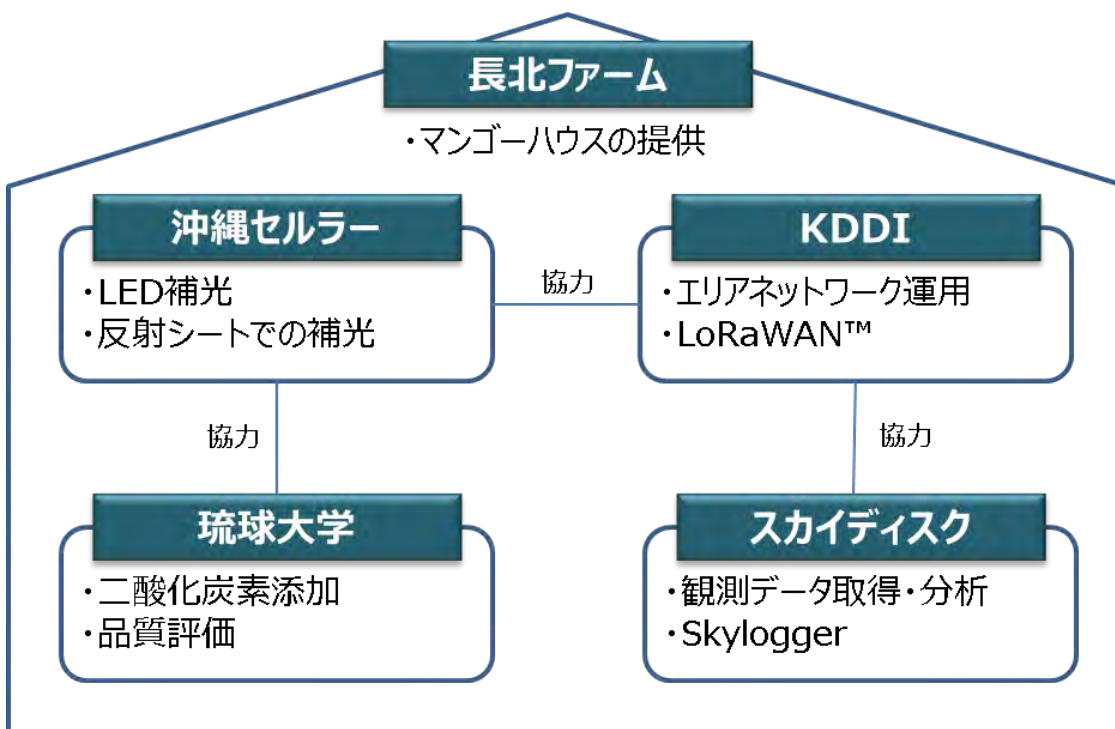 長北ファーム
・マンゴーハウスの提供
沖縄セルラー
・LED補光
・反射シートでの補光
協力
KDDI
・エリアネットワーク運用
・LoRaWAN™
協力
協力
琉球大学
・二酸化炭素添加
・品質評価
スカイディスク
・観測データ取得・分析
・Skylogger